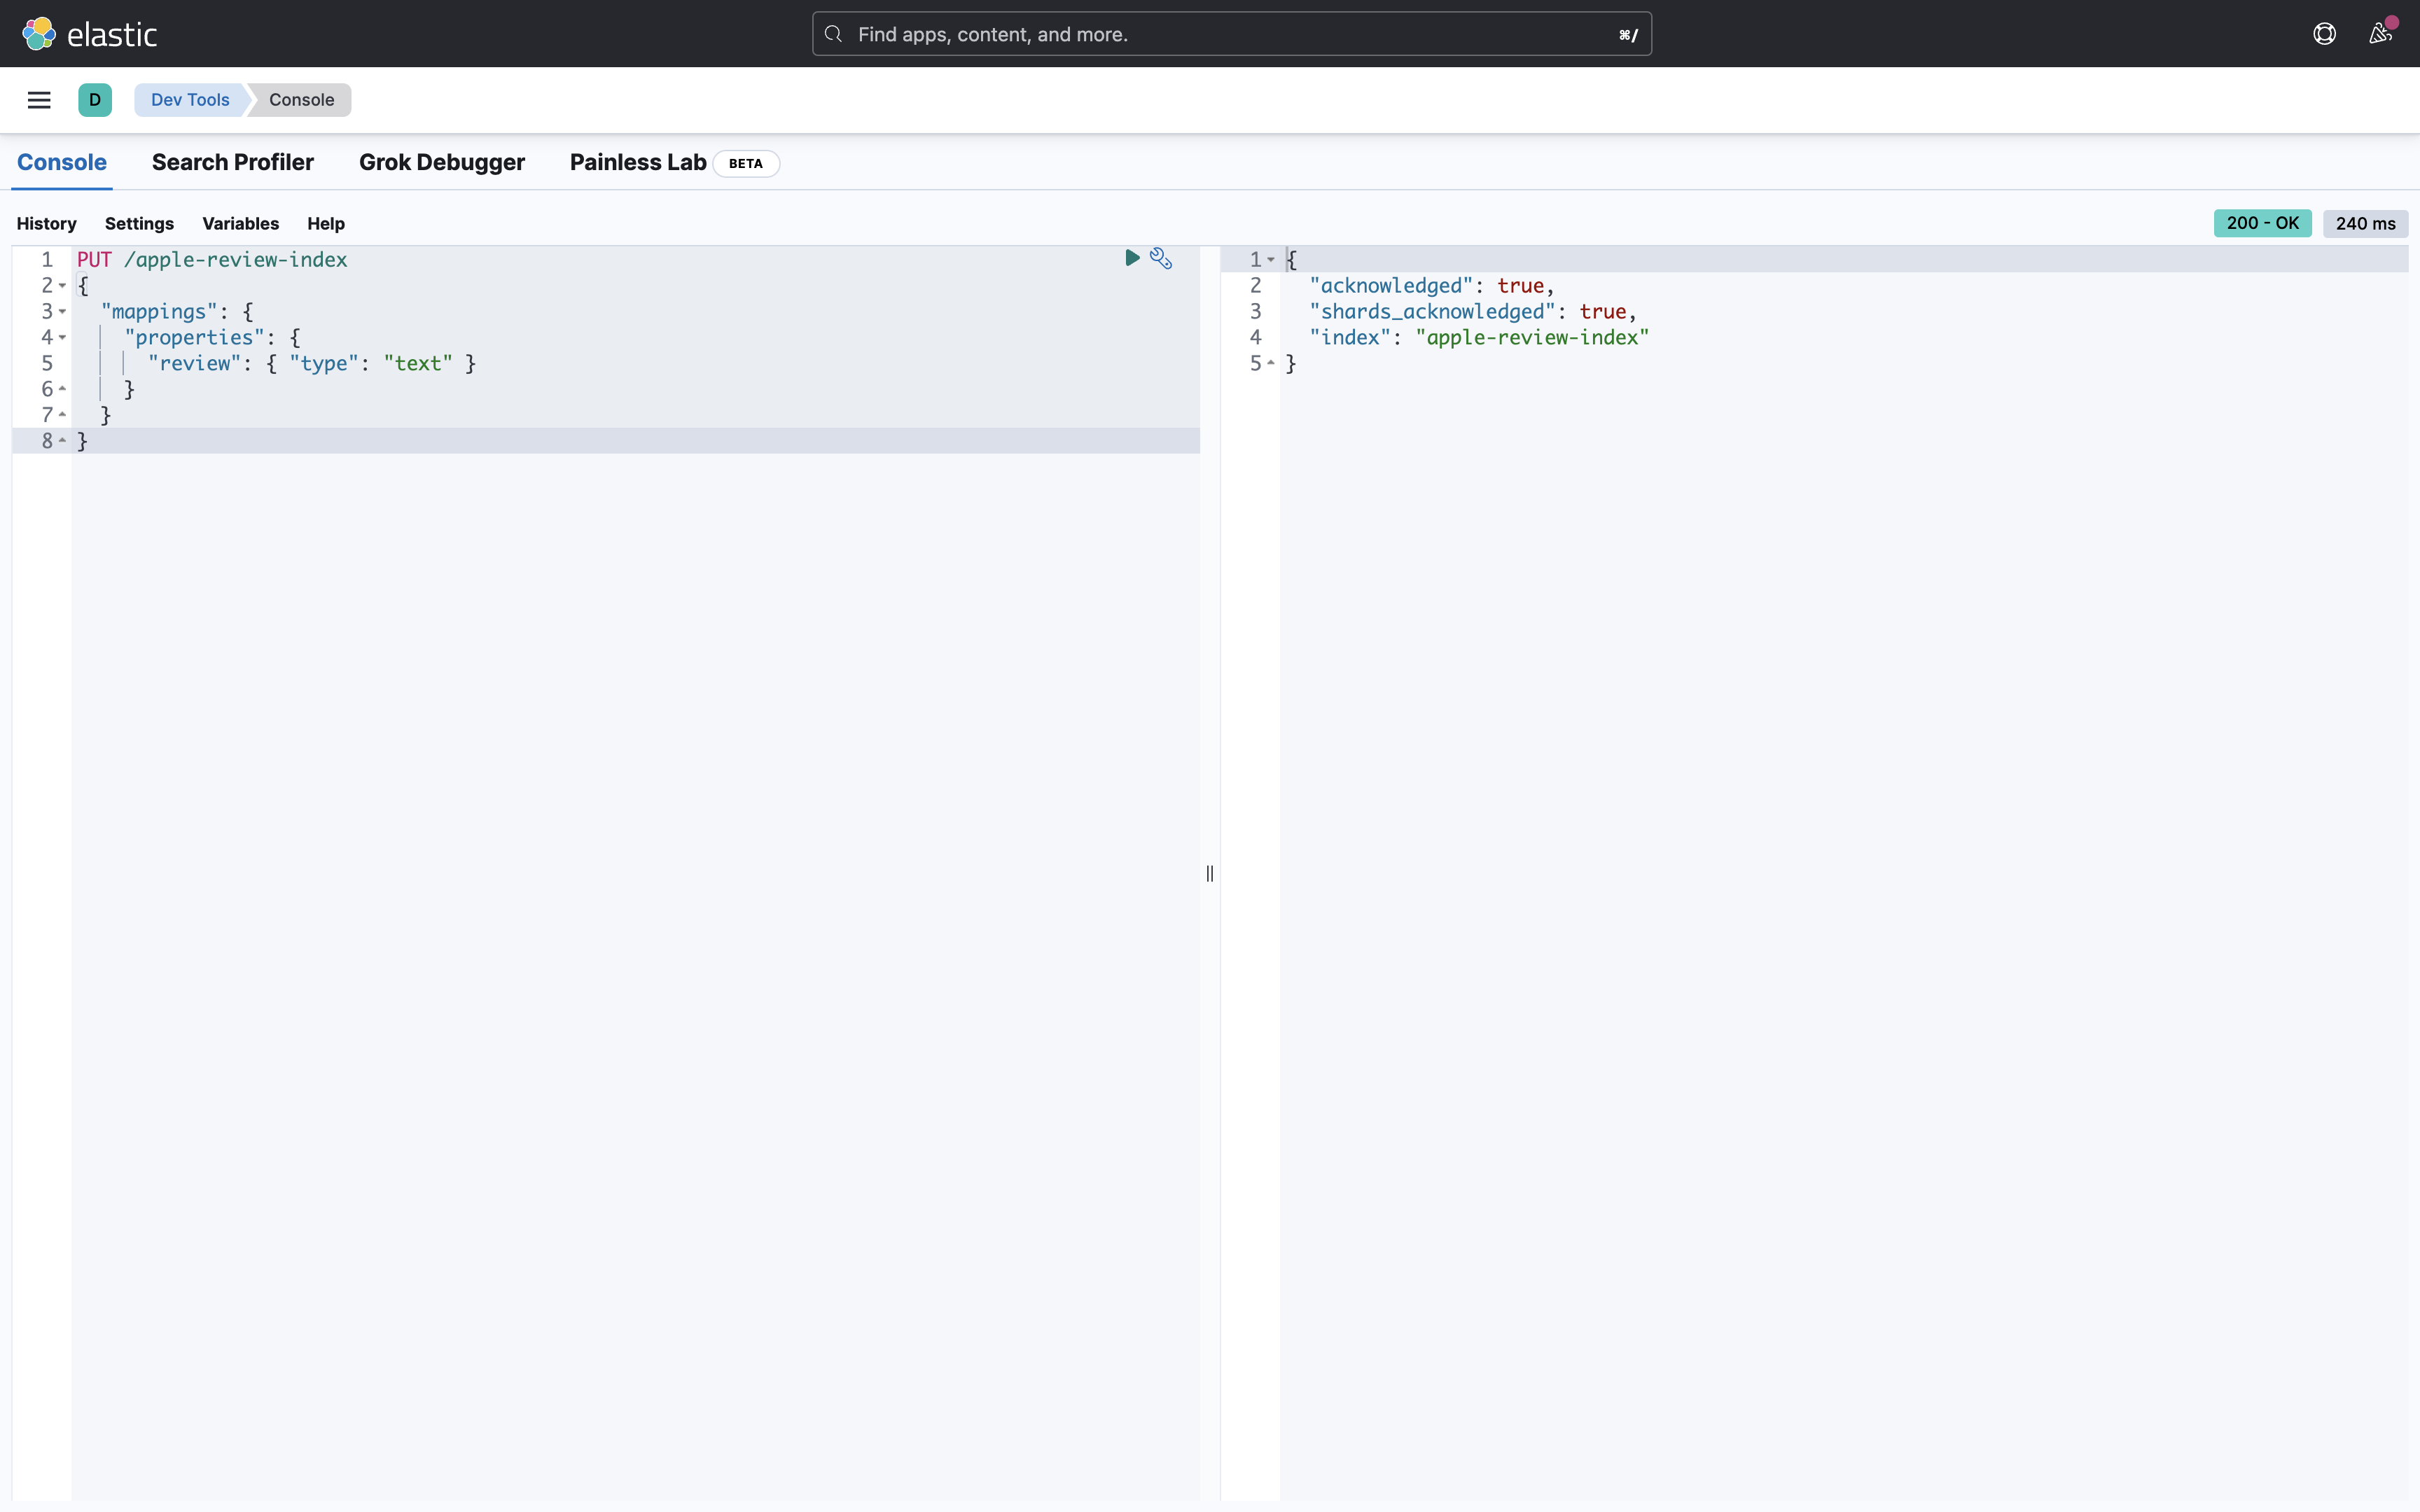 elastic
Find apps, content, and more.
⌘/
D
Dev Tools
Console
Console
Search Profiler
Grok Debugger
Painless Lab
BETA
History
Settings
Variables
Help
200 - OK
240 ms
1 PUT /apple-review-index
2 {
3   "mappings": {
4     "properties": {
5       "review": { "type": "text" }
6     }
7   }
8 }
1 {
2   "acknowledged": true,
3   "shards_acknowledged": true,
4   "index": "apple-review-index"
5 }